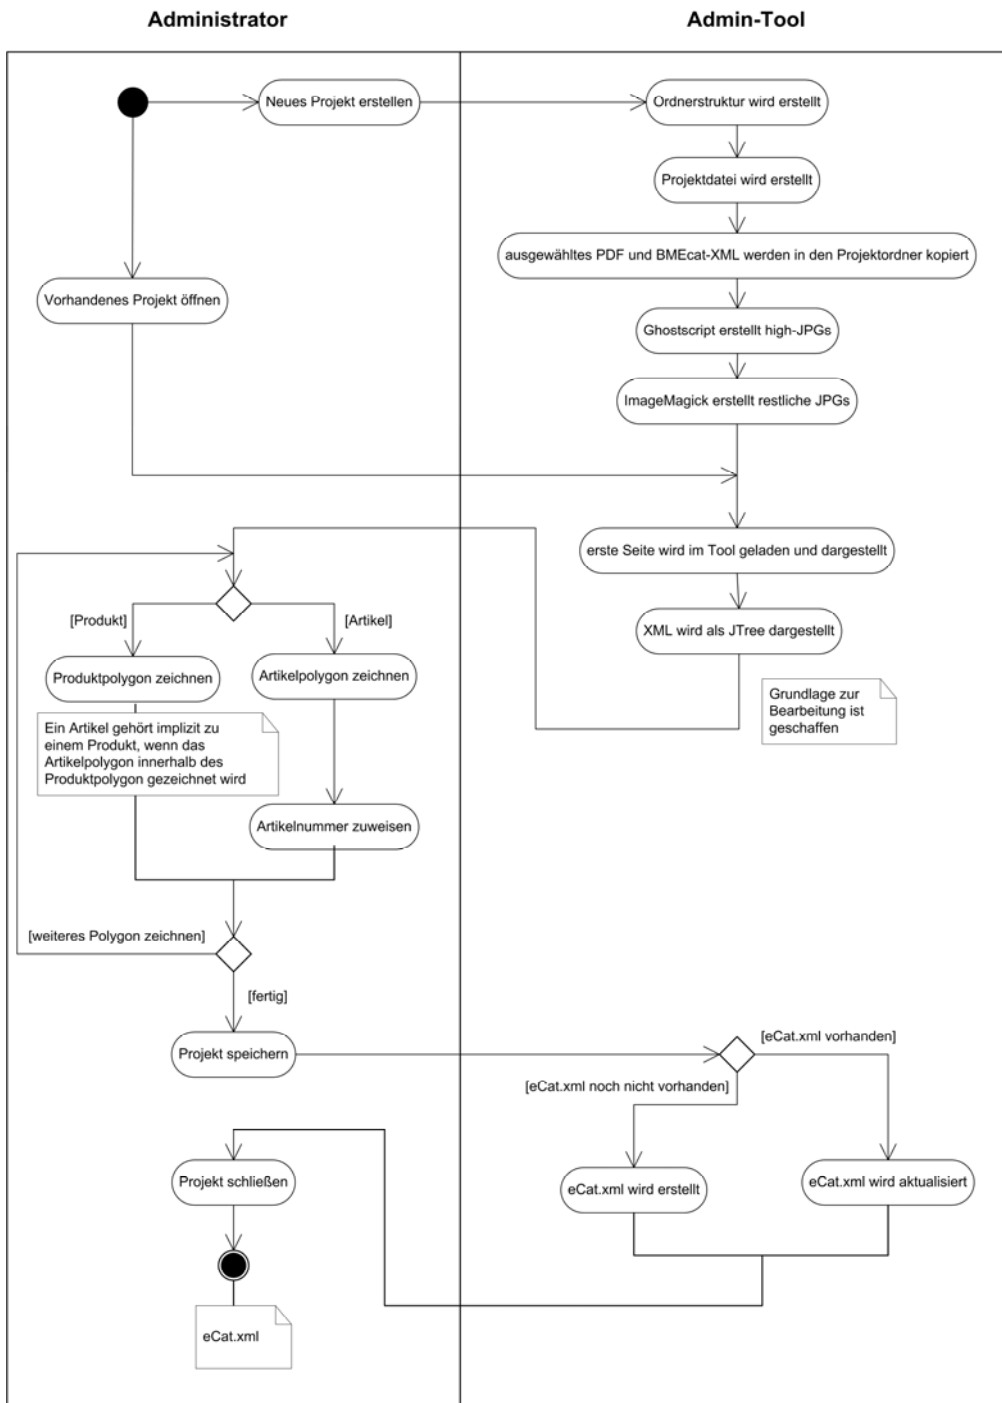 Administrator
Admin-Tool
Neues Projekt erstellen
Ordnerstruktur wird erstellt
Projektdatei wird erstellt
ausgewähltes PDF und BMEcat-XML werden in den Projektordner kopiert
Vorhandenes Projekt öffnen
Ghostscript erstellt high-JPGs
ImageMagick erstellt restliche JPGs
erste Seite wird im Tool geladen und dargestellt
XML wird als JTree dargestellt
Grundlage zur
Bearbeitung ist
geschaffen
[Produkt]
[Artikel]
Produktpolygon zeichnen
Artikelpolygon zeichnen
Ein Artikel gehört implizit zu
einem Produkt, wenn das
Artikelpolygon innerhalb des
Produktpolygon gezeichnet wird
Artikelnummer zuweisen
[weiteres Polygon zeichnen]
[fertig]
Projekt speichern
[eCat.xml vorhanden]
[eCat.xml noch nicht vorhanden]
eCat.xml wird erstellt
eCat.xml wird aktualisiert
Projekt schließen
eCat.xml